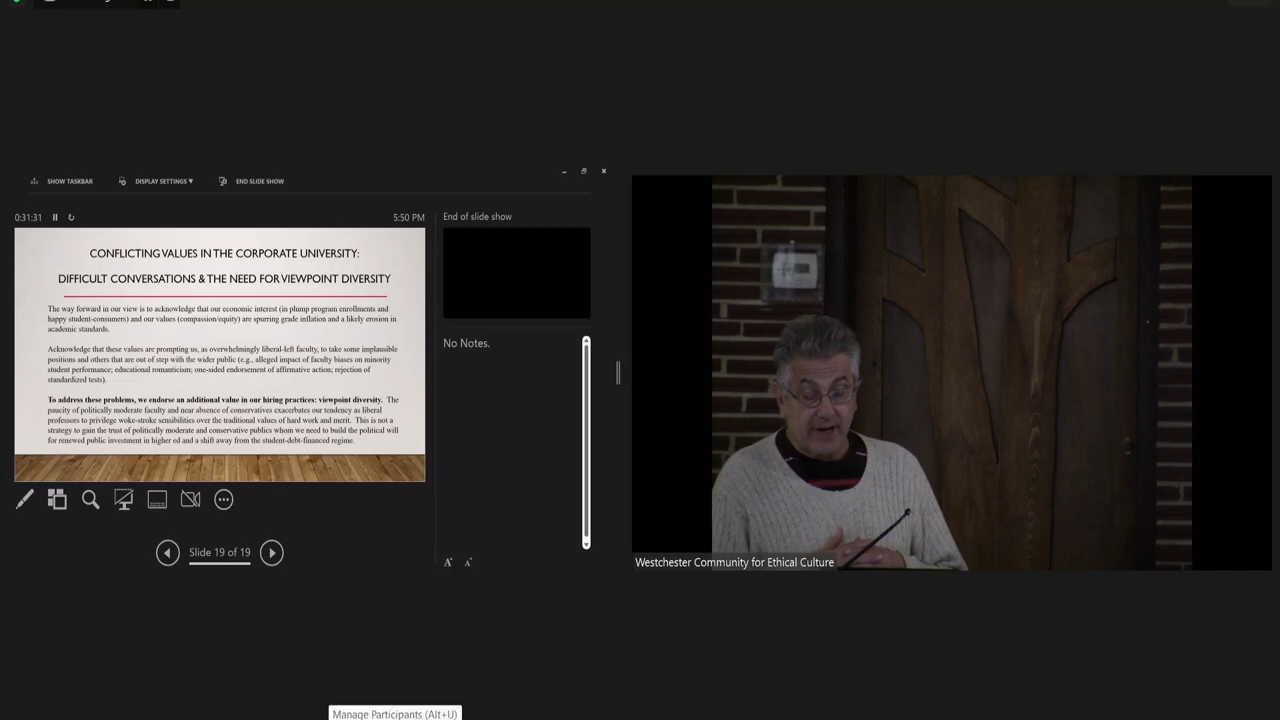 SHOW TASKBAR
DISPLAY SETTINGS ▼
END SLIDE SHOW
0:31:31
5:50 PM
End of slide show
CONFLICTING VALUES IN THE CORPORATE UNIVERSITY:
DIFFICULT CONVERSATIONS & THE NEED FOR VIEWPOINT DIVERSITY
The way forward in our view is to acknowledge that our economic interest (in plump program enrollments and
happy student-consumers) and our values (compassion/equity) are spurring grade inflation and a likely erosion in
academic standards.
Acknowledge that these values are prompting us, as overwhelmingly liberal-left faculty, to take some implausible
positions and others that are out of step with the wider public (e.g., alleged impact of faculty biases on minority
student performance; educational romanticism; one-sided endorsement of affirmative action; rejection of
standardized tests).
To address these problems, we endorse an additional value in our hiring practices: viewpoint diversity. The
paucity of politically moderate faculty and near absence of conservatives exacerbates our tendency as liberal
professors to privilege woke-stroke sensibilities over the traditional values of hard work and merit. This is not a
strategy to gain the trust of politically moderate and conservative publics whom we need to build the political will
for renewed public investment in higher ed and a shift away from the student-debt-financed regime.
No Notes.
Slide 19 of 19
A A
Westchester Community for Ethical Culture
Manage Participants (Alt+U)